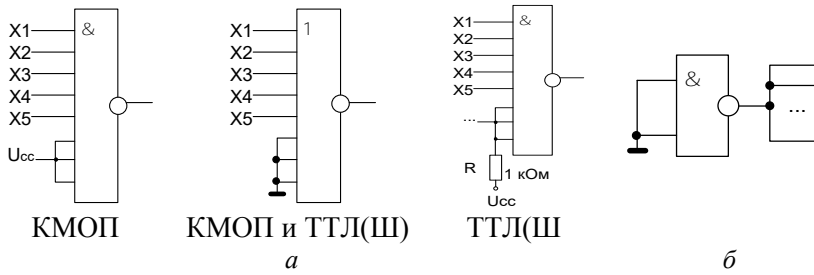 X1
X2
X3
X4
X5
Ucc
&
КМОП
X1
X2
X3
X4
X5
1
КМОП и ТТЛ(Ш)
X1
X2
X3
X4
X5
...
&
R
1 кОм
Ucc
ТТЛ(Ш
&
...
а
б